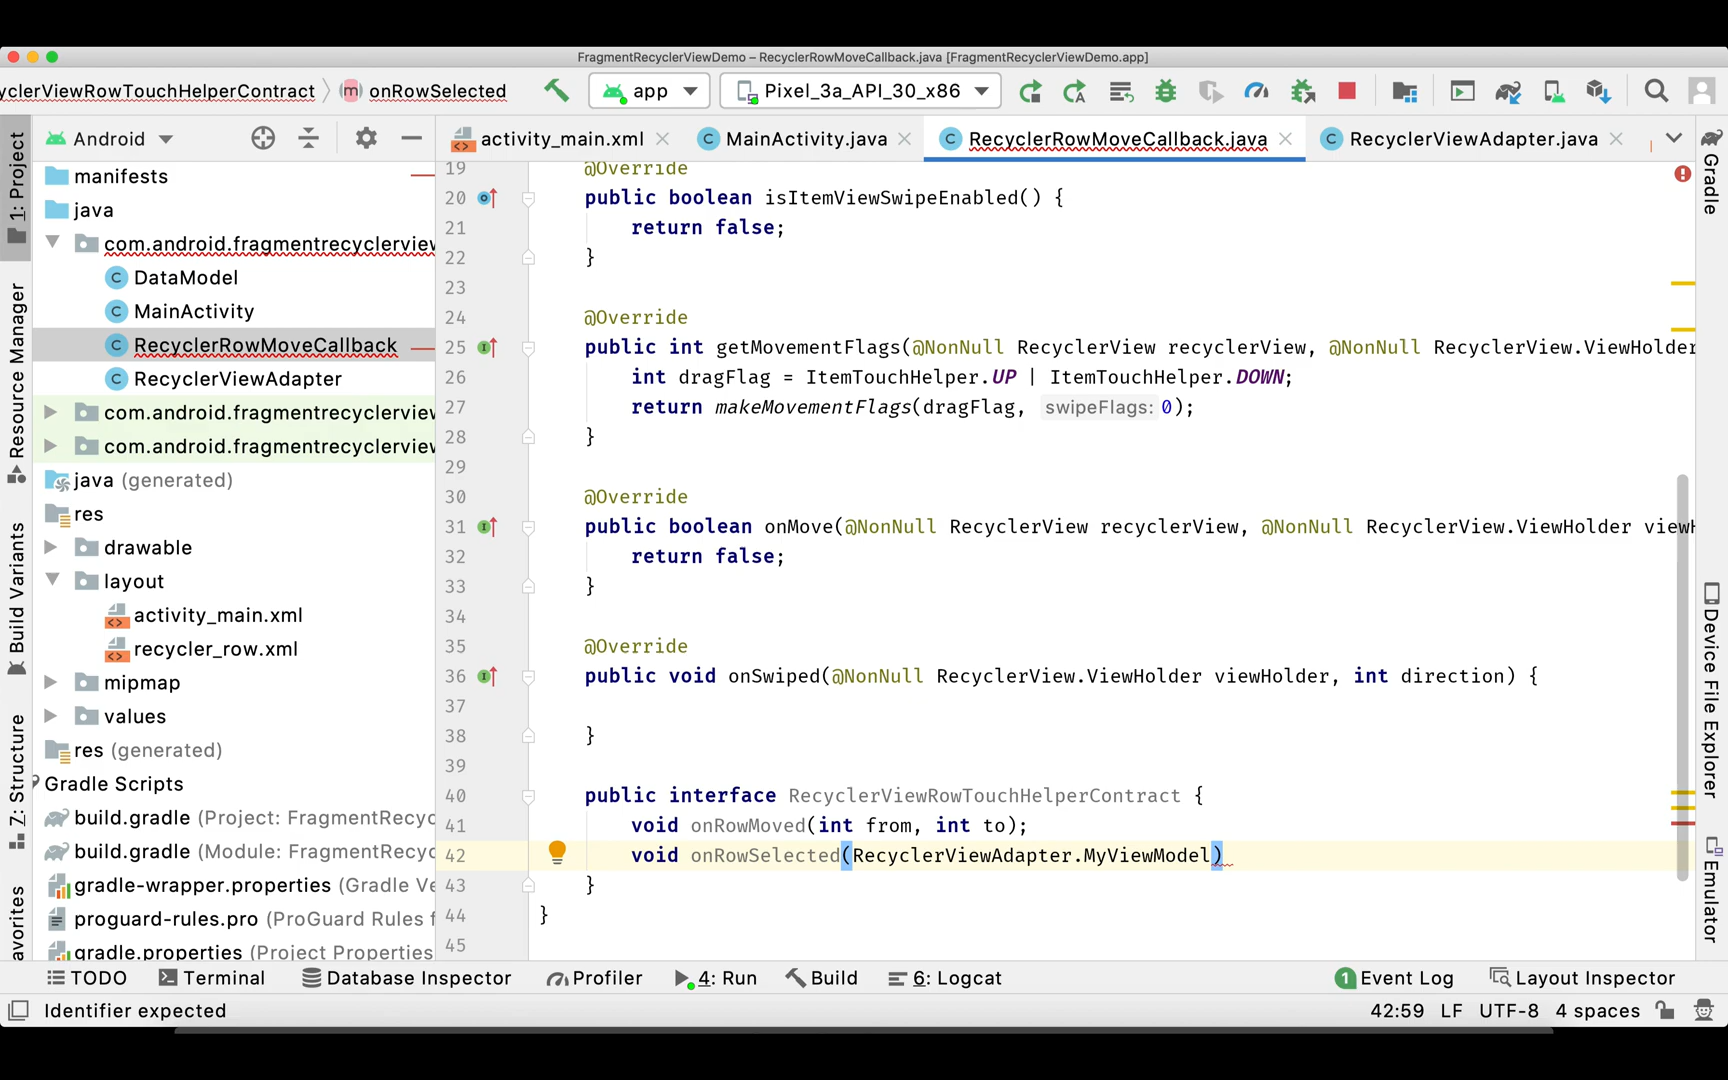 FragmentRecyclerViewDemo – RecyclerRowMoveCallback.java [FragmentRecyclerViewDemo.app]
yclerViewRowTouchHelperContract
m
onRowSelected
app
Pixel_3a_API_30_x86
Android
activity_main.xml
MainActivity.java
RecyclerRowMoveCallback.java
RecyclerViewAdapter.java
1: Project
Resource Manager
Build Variants
Z: Structure
avorites
manifests
java
com.android.fragmentrecyclerview
DataModel
MainActivity
RecyclerRowMoveCallback
RecyclerViewAdapter
com.android.fragmentrecyclerview
com.android.fragmentrecyclerview
java (generated)
res
drawable
layout
activity_main.xml
recycler_row.xml
mipmap
values
res (generated)
Gradle Scripts
build.gradle (Project: FragmentRecyc
build.gradle (Module: FragmentRecyc
gradle-wrapper.properties (Gradle Ve
proguard-rules.pro (ProGuard Rules f
gradle.properties (Project Properties
19 @Override
20 public boolean isItemViewSwipeEnabled() {
21 return false;
22 }
23
24 @Override
25 public int getMovementFlags(@NonNull RecyclerView recyclerView, @NonNull RecyclerView.ViewHolder
26 int dragFlag = ItemTouchHelper.UP | ItemTouchHelper.DOWN;
27 return makeMovementFlags(dragFlag, swipeFlags: 0);
28 }
29
30 @Override
31 public boolean onMove(@NonNull RecyclerView recyclerView, @NonNull RecyclerView.ViewHolder viewH
32 return false;
33 }
34
35 @Override
36 public void onSwiped(@NonNull RecyclerView.ViewHolder viewHolder, int direction) {
37
38 }
39
40 public interface RecyclerViewRowTouchHelperContract {
41 void onRowMoved(int from, int to);
42 void onRowSelected(RecyclerViewAdapter.MyViewModel)
43 }
44 }
45
Gradle
Device File Explorer
Emulator
TODO
Terminal
Database Inspector
Profiler
4: Run
Build
6: Logcat
1 Event Log
Layout Inspector
Identifier expected
42:59 LF UTF-8 4 spaces